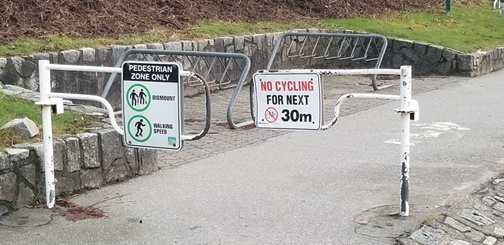 PEDESTRIAN
ZONE ONLY
DISMOUNT
WALKING
SPEED
NO CYCLING
FOR NEXT
30m.